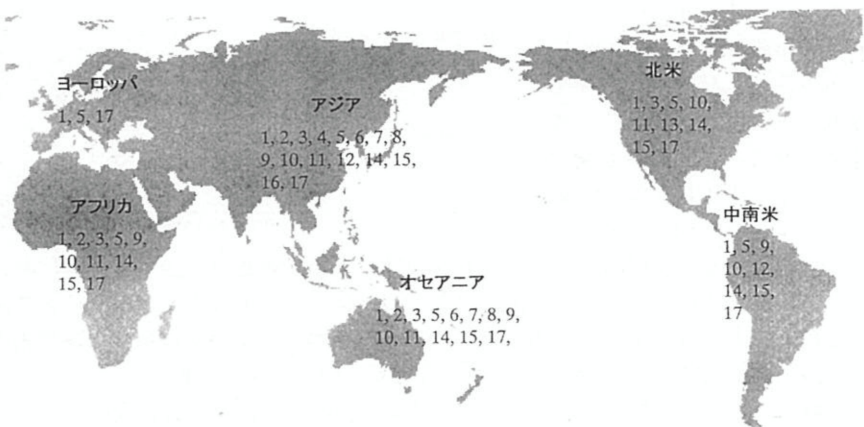 ヨーロッパ
1, 5, 17
アジア
1, 2, 3, 4, 5, 6, 7, 8,
9, 10, 11, 12, 14, 15,
16, 17
北米
1, 3, 5, 10,
11, 13, 14,
15, 17
アフリカ
1, 2, 3, 5, 9,
10, 11, 14,
15, 17
オセアニア
1, 2, 3, 5, 6, 7, 8, 9,
10, 11, 14, 15, 17,
中南米
1, 5, 9,
10, 12,
14, 15,
17